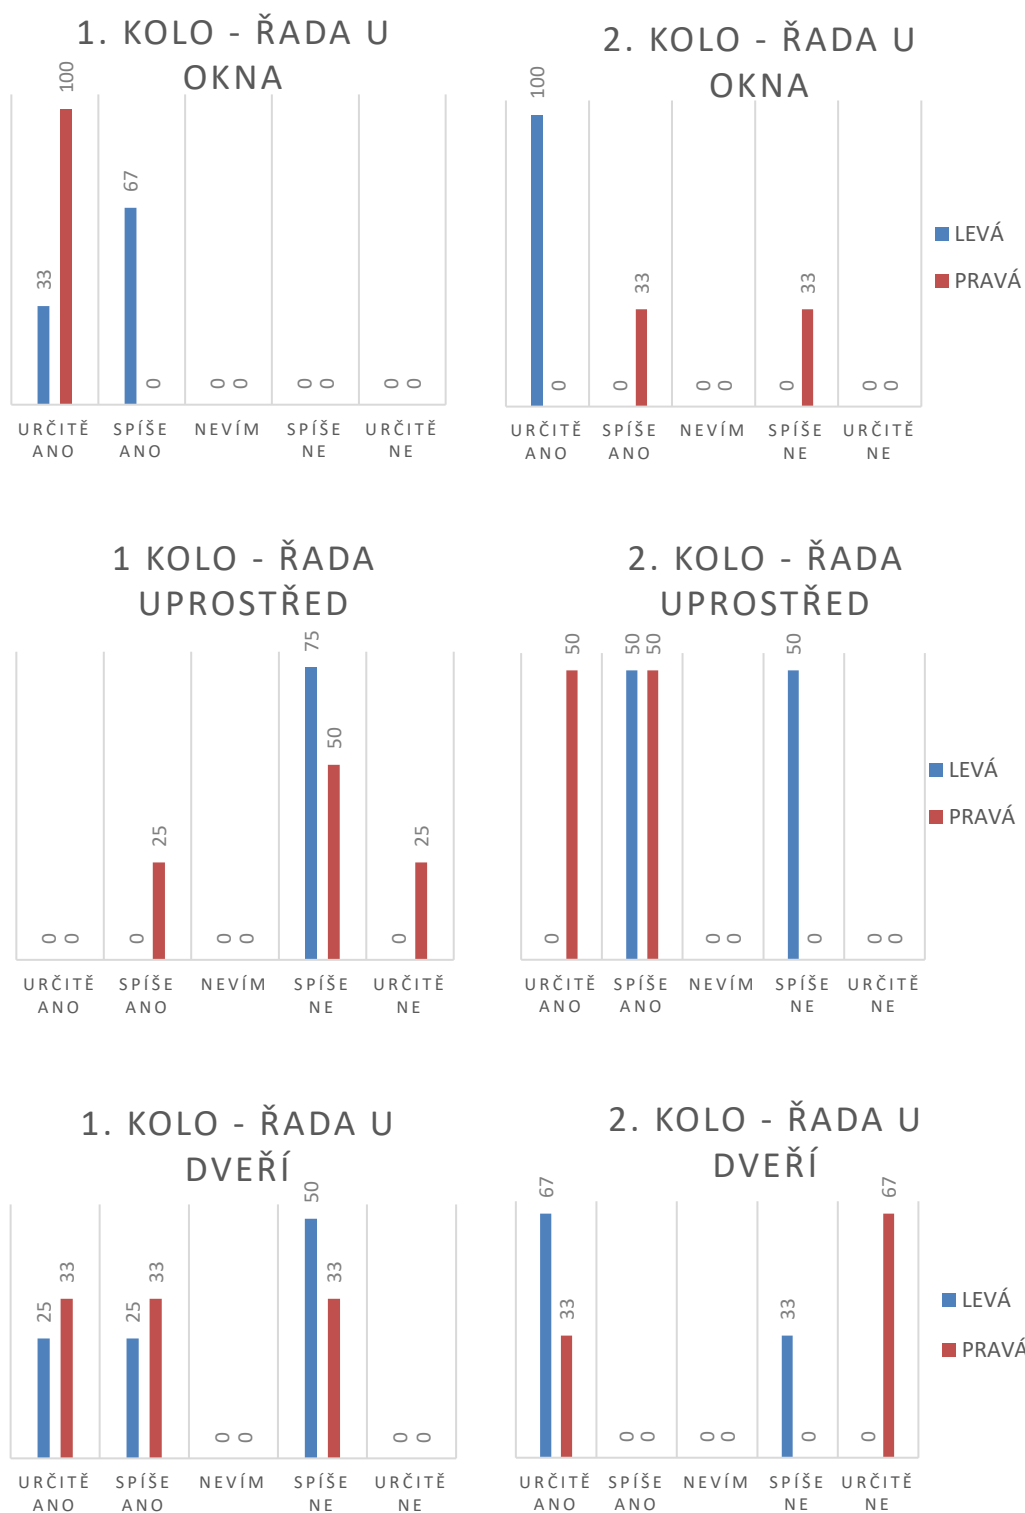 1. KOLO - ŘADA U
OKNA
100
33
67
0
0 0
0 0
0 0
URČITĚ ANO
SPÍŠE ANO
NEVÍM
SPÍŠE NE
URČITĚ NE
2. KOLO - ŘADA U
OKNA
100
0
0
33
0 0
0
33
0 0
URČITĚ ANO
SPÍŠE ANO
NEVÍM
SPÍŠE NE
URČITĚ NE
LEVÁ
PRAVÁ
1 KOLO - ŘADA
UPROSTŘED
0 0
0
25
0 0
75
50
0
25
URČITĚ ANO
SPÍŠE ANO
NEVÍM
SPÍŠE NE
URČITĚ NE
2. KOLO - ŘADA
UPROSTŘED
0
50
50
50
0 0
50
0
0 0
URČITĚ ANO
SPÍŠE ANO
NEVÍM
SPÍŠE NE
URČITĚ NE
LEVÁ
PRAVÁ
1. KOLO - ŘADA U
DVEŘÍ
25
33
25
33
0 0
50
33
0 0
URČITĚ ANO
SPÍŠE ANO
NEVÍM
SPÍŠE NE
URČITĚ NE
2. KOLO - ŘADA U
DVEŘÍ
67
33
0 0
0 0
33
0
0
67
URČITĚ ANO
SPÍŠE ANO
NEVÍM
SPÍŠE NE
URČITĚ NE
LEVÁ
PRAVÁ